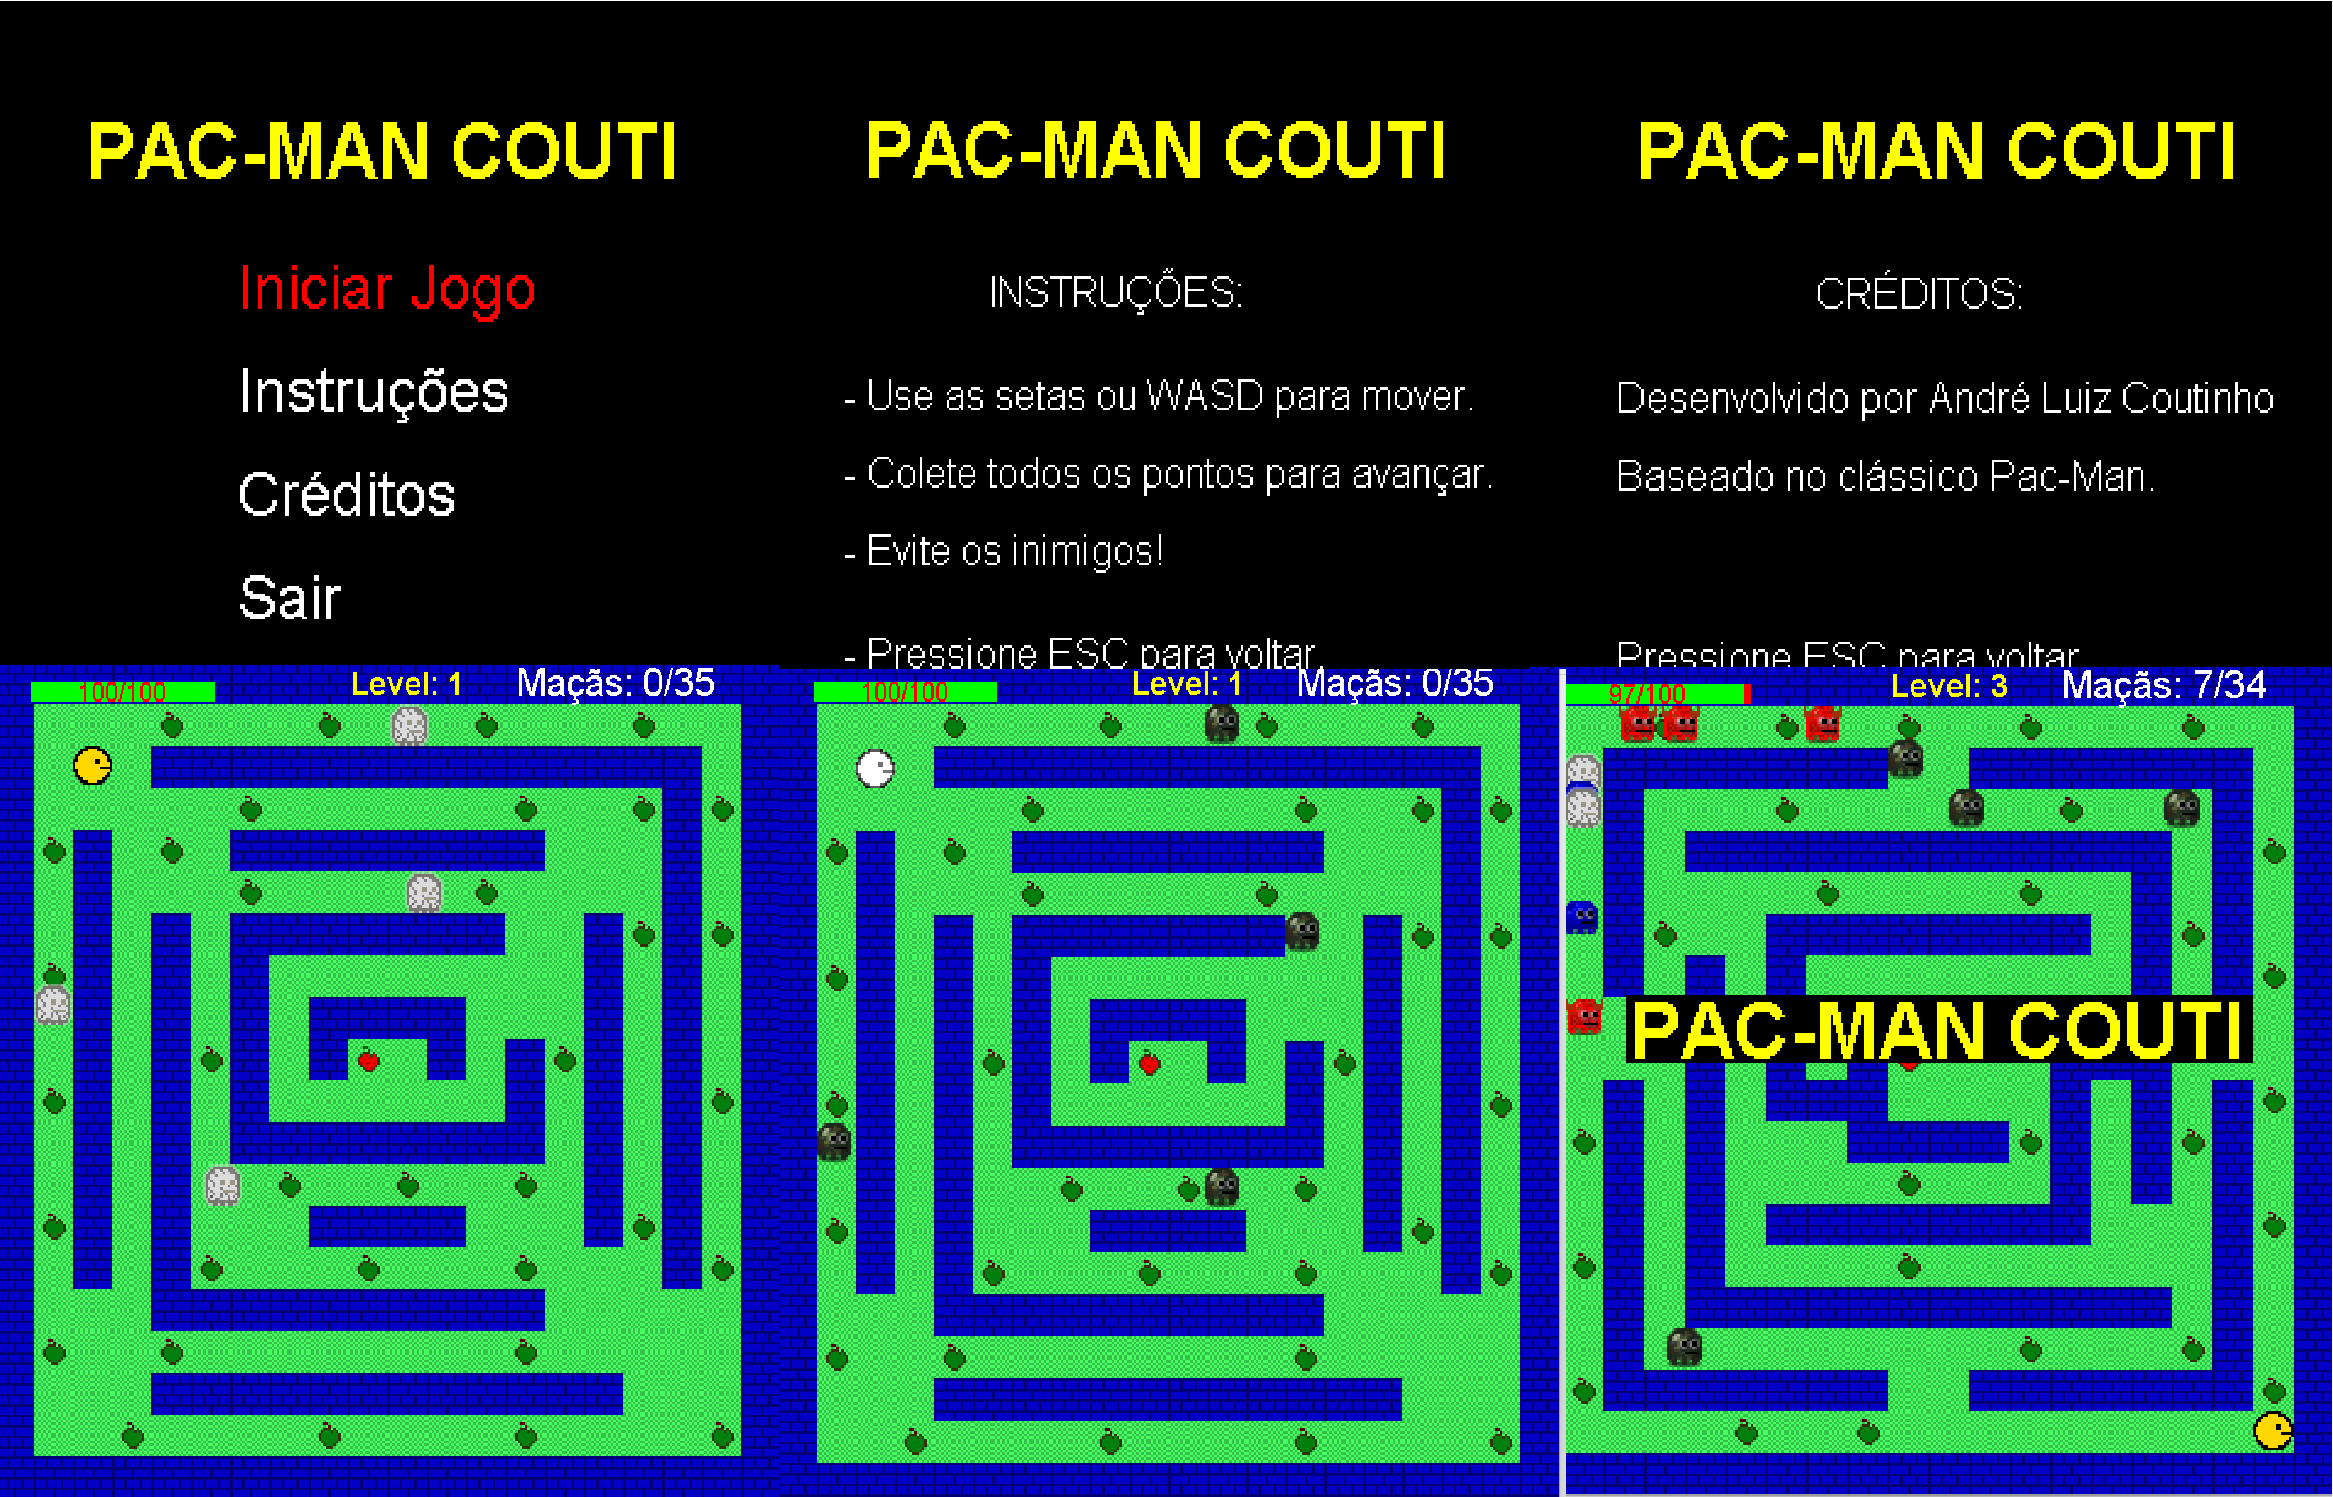 PAC-MAN COUTI
Iniciar Jogo
Instruções
Créditos
Sair
PAC-MAN COUTI
INSTRUÇÕES:
- Use as setas ou WASD para mover.
- Colete todos os pontos para avançar.
- Evite os inimigos!
- Pressione ESC para voltar.
PAC-MAN COUTI
CRÉDITOS:
Desenvolvido por André Luiz Coutinho
Baseado no clássico Pac-Man.
Pressione ESC para voltar
100/100 Level: 1 Maçãs: 0/35
100/100 Level: 1 Maçãs: 0/35
97/100 Level: 3 Maçãs: 7/34
PAC-MAN COUTI